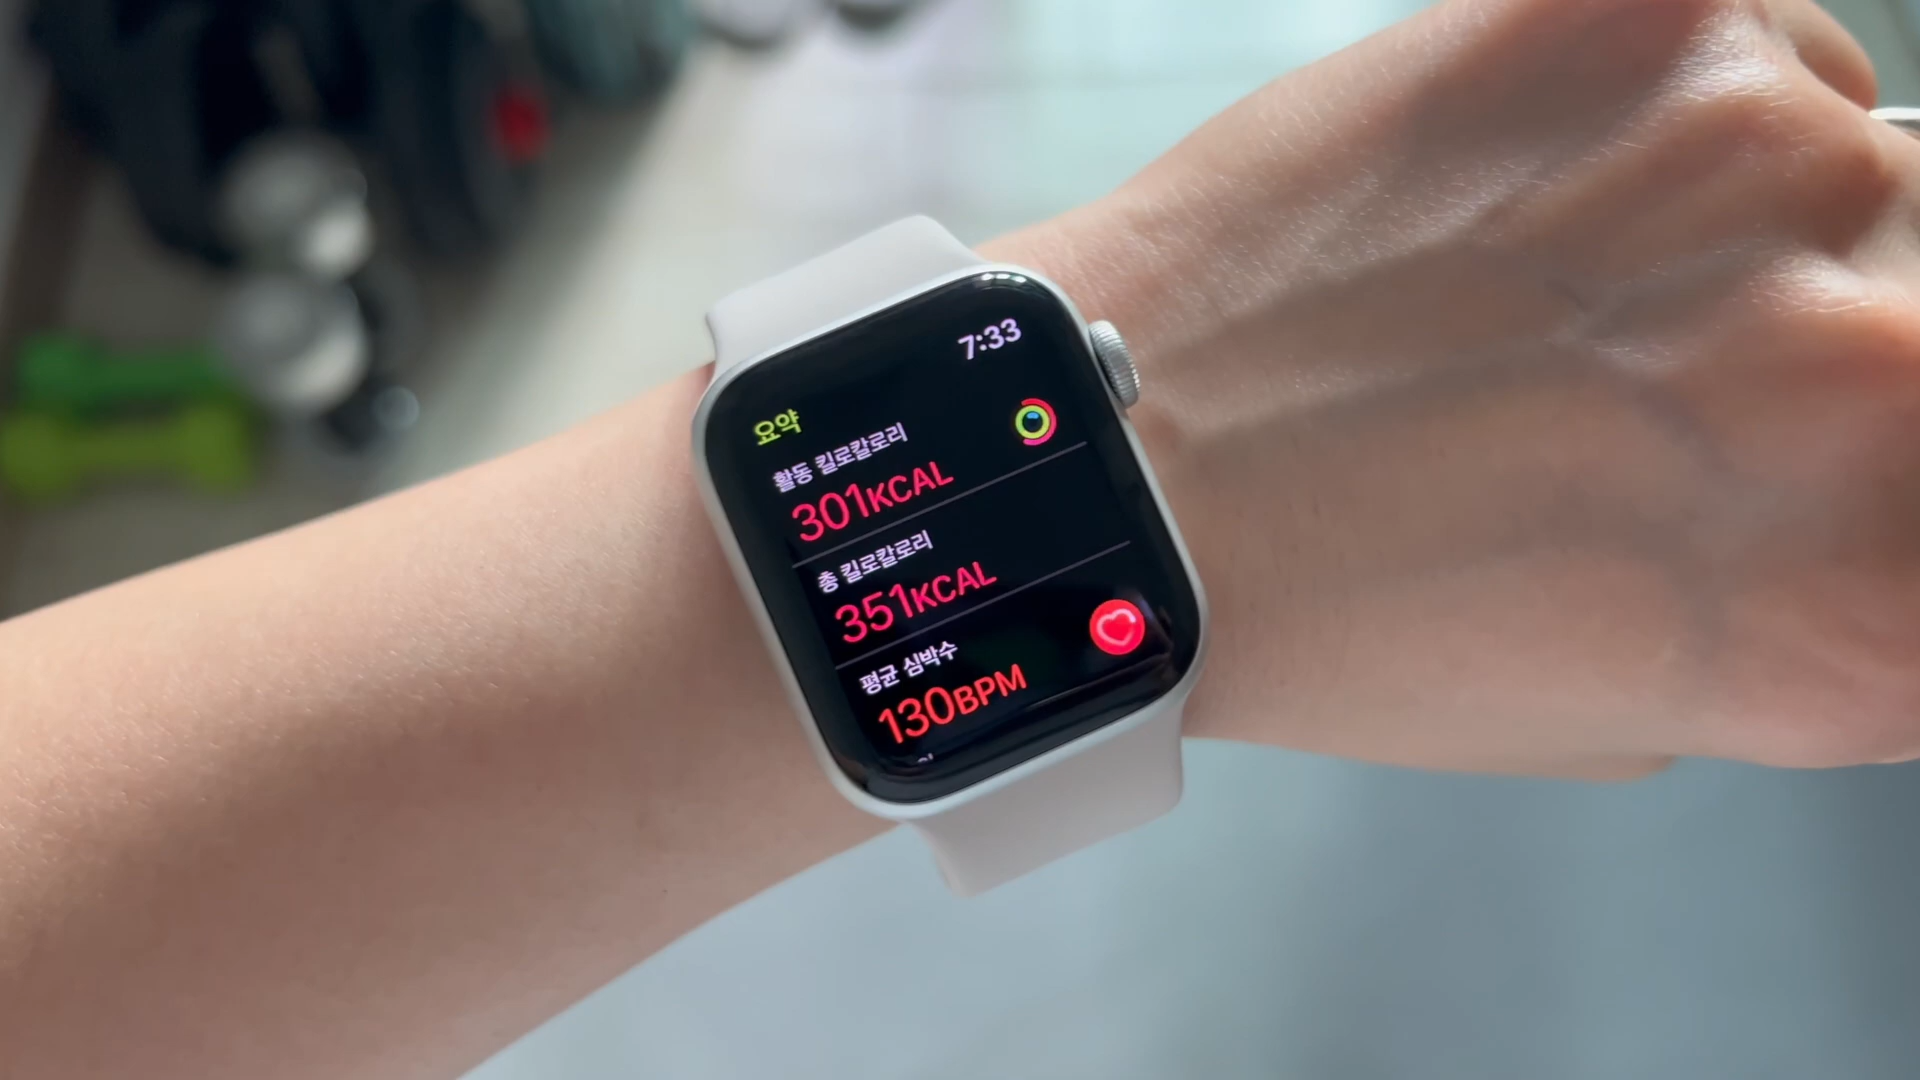 7:33
요약
활동 킬로칼로리
301KCAL
총 킬로칼로리
351KCAL
평균 심박수
130BPM